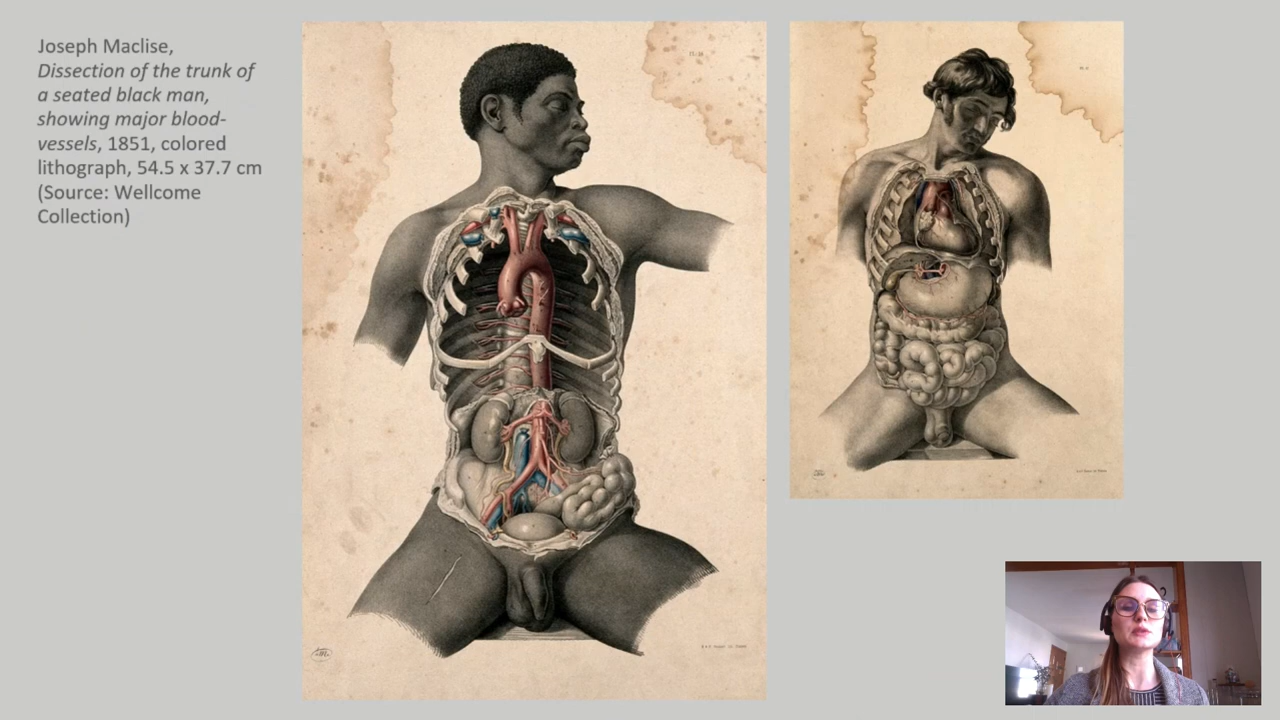 Joseph Maclise,
Dissection of the trunk of
a seated black man,
showing major blood-
vessels, 1851, colored
lithograph, 54.5 x 37.7 cm
(Source: Wellcome
Collection)